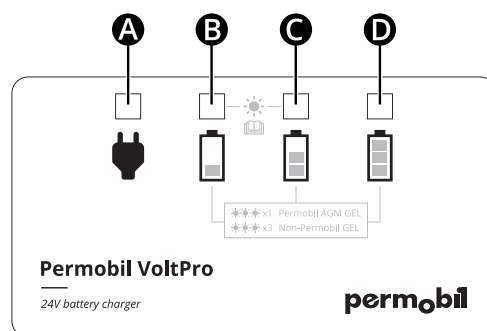 A B C D
x1 Permobil AGM GEL
x3 Non-Permobil GEL
Permobil VoltPro
24V battery charger
permobil